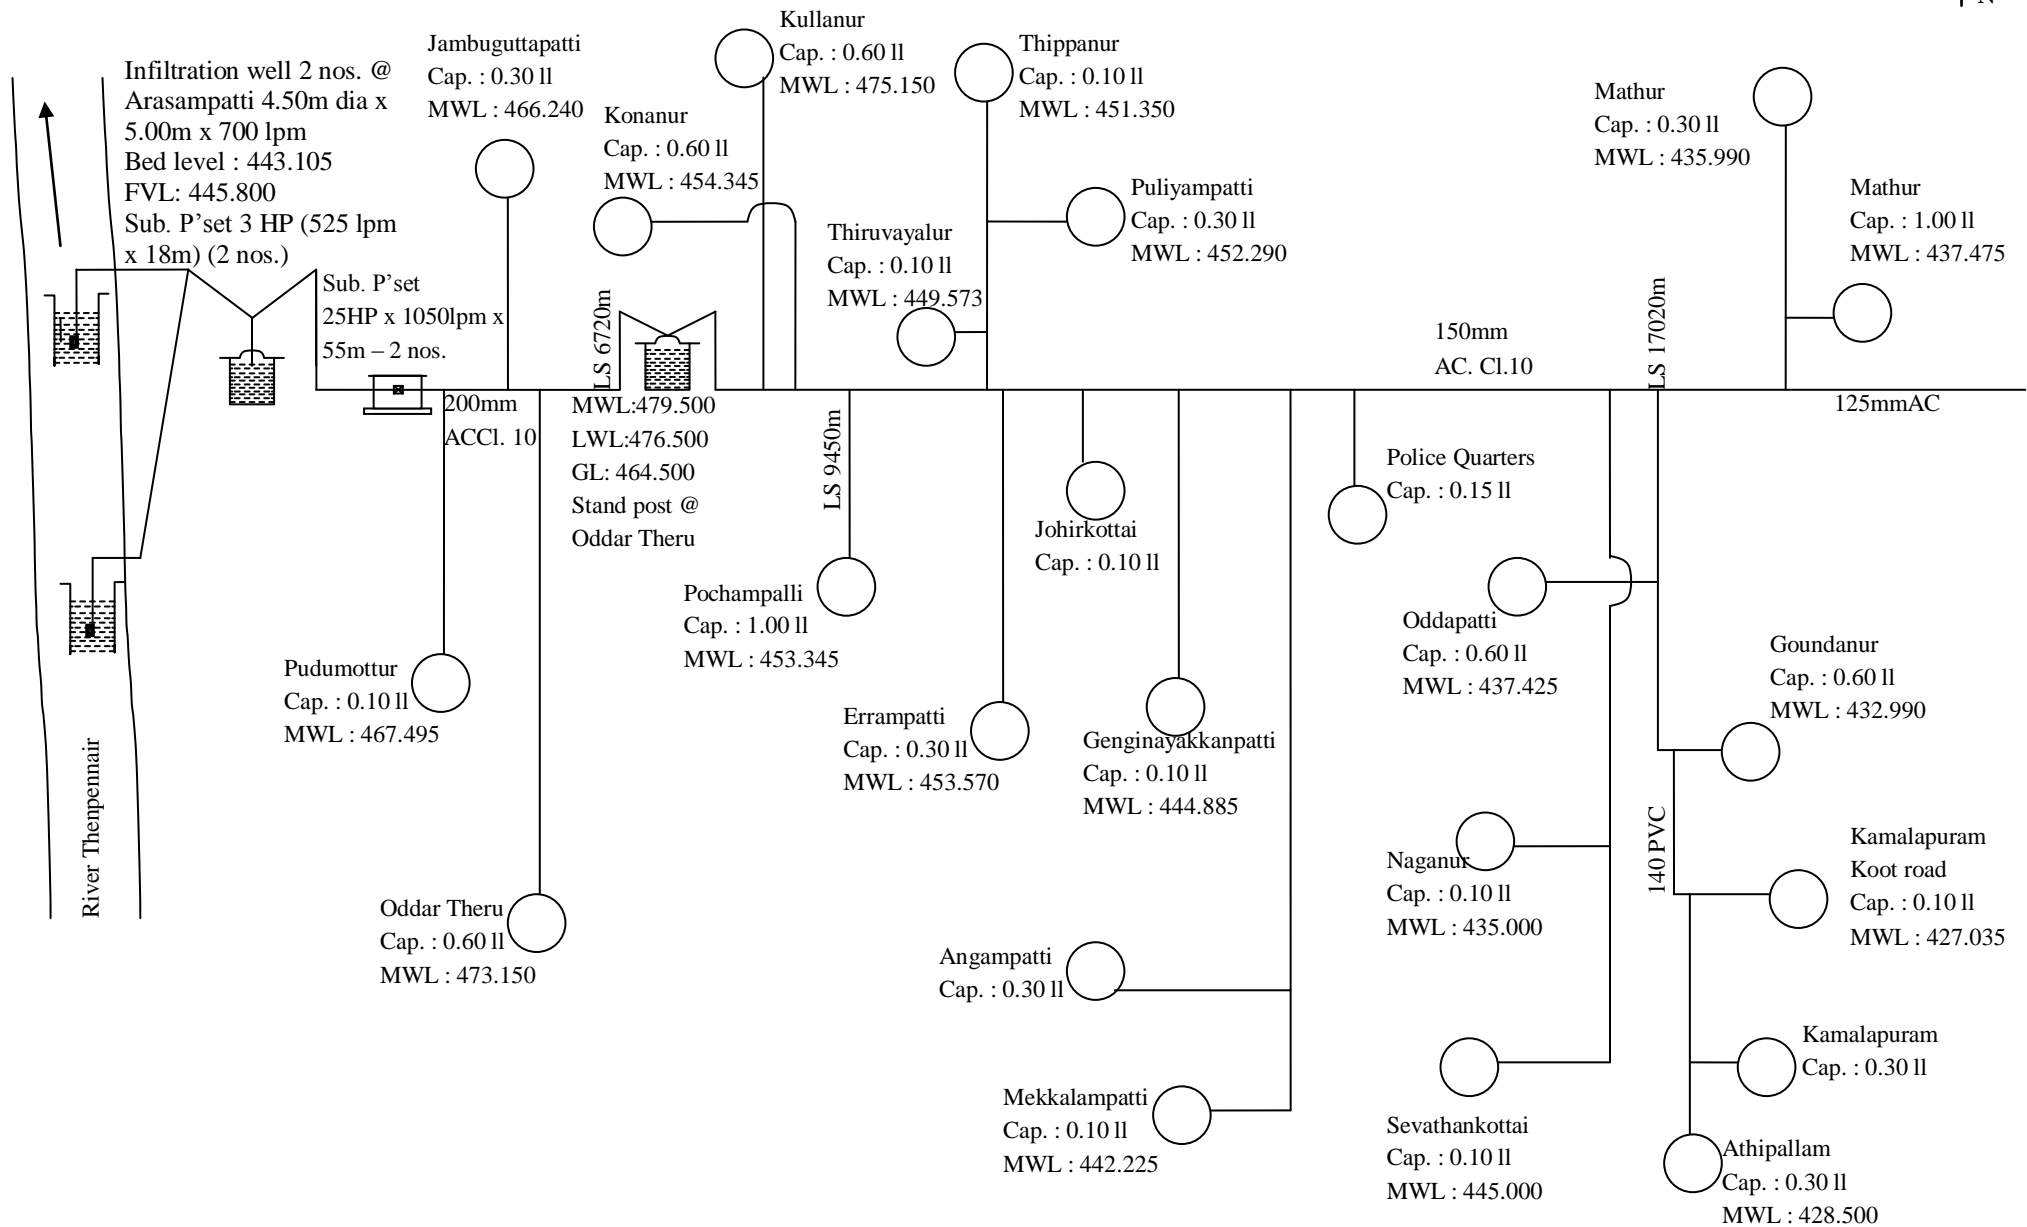 N
Infiltration well 2 nos. @
Arasampatti 4.50m dia x
5.00m x 700 lpm
Bed level : 443.105
FVL: 445.800
Sub. P’set 3 HP (525 lpm
x 18m) (2 nos.)
Jambuguttapatti
Cap. : 0.30 ll
MWL : 466.240
Konanur
Cap. : 0.60 ll
MWL : 454.345
Kullanur
Cap. : 0.60 ll
MWL : 475.150
Thippanur
Cap. : 0.10 ll
MWL : 451.350
Puliyampatti
Cap. : 0.30 ll
MWL : 452.290
Thiruvayalur
Cap. : 0.10 ll
MWL : 449.573
Mathur
Cap. : 0.30 ll
MWL : 435.990
Mathur
Cap. : 1.00 ll
MWL : 437.475
Sub. P’set
25HP x 1050lpm x
55m – 2 nos.
LS 6720m
150mm
AC. Cl.10
LS 17020m
125mmAC
200mm
ACCl. 10
MWL:479.500
LWL:476.500
GL: 464.500
Stand post @
Oddar Theru
LS 9450m
Police Quarters
Cap. : 0.15 ll
Johirkottai
Cap. : 0.10 ll
Pochampalli
Cap. : 1.00 ll
MWL : 453.345
Oddapatti
Cap. : 0.60 ll
MWL : 437.425
Goundanur
Cap. : 0.60 ll
MWL : 432.990
Pudumottur
Cap. : 0.10 ll
MWL : 467.495
Errampatti
Cap. : 0.30 ll
MWL : 453.570
Genginayakkanpatti
Cap. : 0.10 ll
MWL : 444.885
River Thenpennair
140 PVC
Naganur
Cap. : 0.10 ll
MWL : 435.000
Kamalapuram
Koot road
Cap. : 0.10 ll
MWL : 427.035
Oddar Theru
Cap. : 0.60 ll
MWL : 473.150
Angampatti
Cap. : 0.30 ll
Kamalapuram
Cap. : 0.30 ll
Mekkalampatti
Cap. : 0.10 ll
MWL : 442.225
Sevathankottai
Cap. : 0.10 ll
MWL : 445.000
Athipallam
Cap. : 0.30 ll
MWL : 428.500